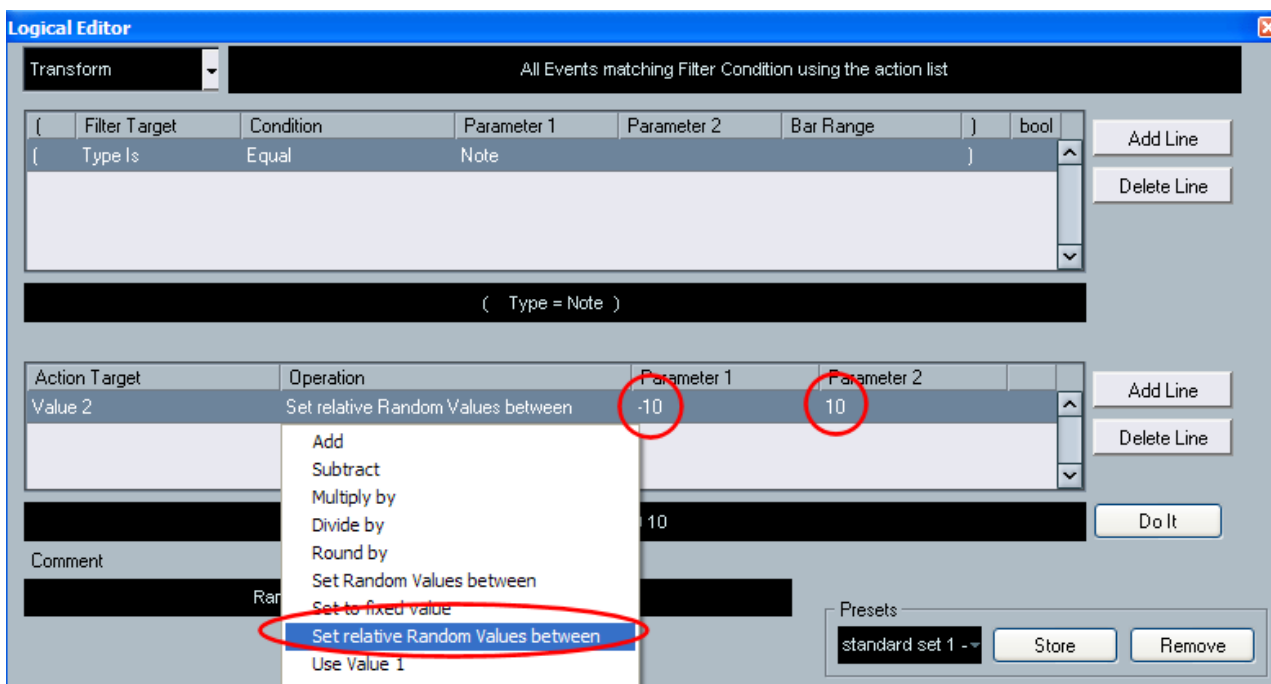 Logical Editor
Transform
All Events matching Filter Condition using the action list
( Filter Target Condition Parameter 1 Parameter 2 Bar Range ) bool
( Type Is Equal Note )
Add Line
Delete Line
( Type = Note )
Action Target Operation Parameter 1 Parameter 2
Value 2 Set relative Random Values between -10 10
Add Line
Delete Line
Add
Subtract
Multiply by
Divide by
Round by
Set Random Values between
Set to fixed value
Set relative Random Values between
Use Value 1
10
Do It
Comment
Ran
Presets
standard set 1 -
Store
Remove